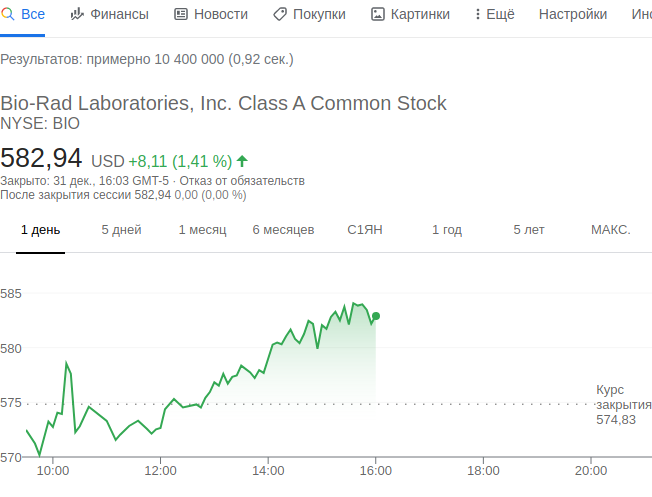 Все Финансы Новости Покупки Картинки Ещё Настройки Инс
Результатов: примерно 10 400 000 (0,92 сек.)
Bio-Rad Laboratories, Inc. Class A Common Stock
NYSE: BIO
582,94 USD +8,11 (1,41 %)
Закрыто: 31 дек., 16:03 GMT-5 · Отказ от обязательств
После закрытия сессии 582,94 0,00 (0,00 %)
1 день 5 дней 1 месяц 6 месяцев С1ЯН 1 год 5 лет МАКС.
585
580
575
570
Курс
закрытия
574,83
10:00 12:00 14:00 16:00 18:00 20:00